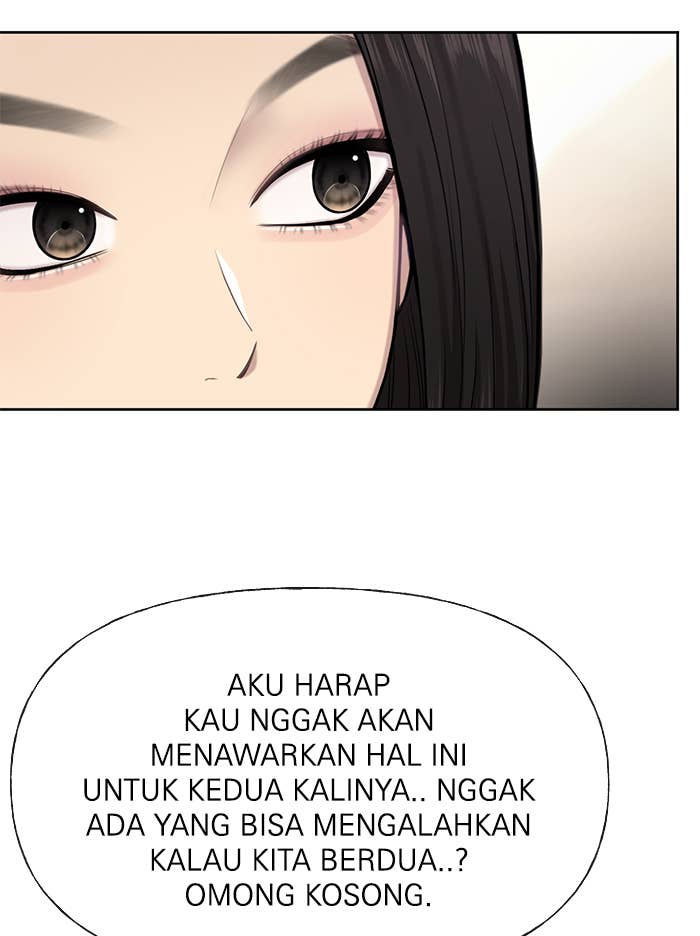 AKU HARAP
KAU NGGAK AKAN
MENAWARKAN HAL INI
UNTUK KEDUA KALINYA.. NGGAK
ADA YANG BISA MENGALAHKAN
KALAU KITA BERDUA..?
OMONG KOSONG.